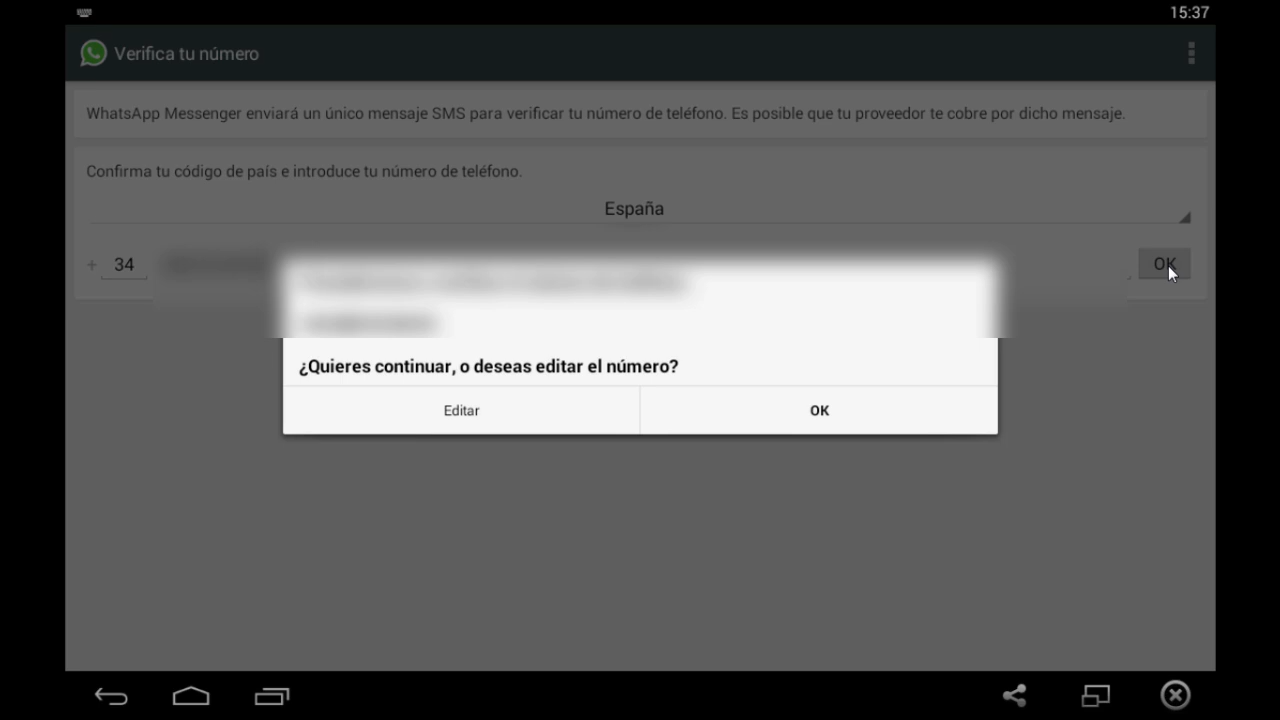 15:37
Verifica tu número
WhatsApp Messenger enviará un único mensaje SMS para verificar tu número de teléfono. Es posible que tu proveedor te cobre por dicho mensaje.
Confirma tu código de país e introduce tu número de teléfono.
España
+ 34
OK
¿Quieres continuar, o deseas editar el número?
Editar
OK